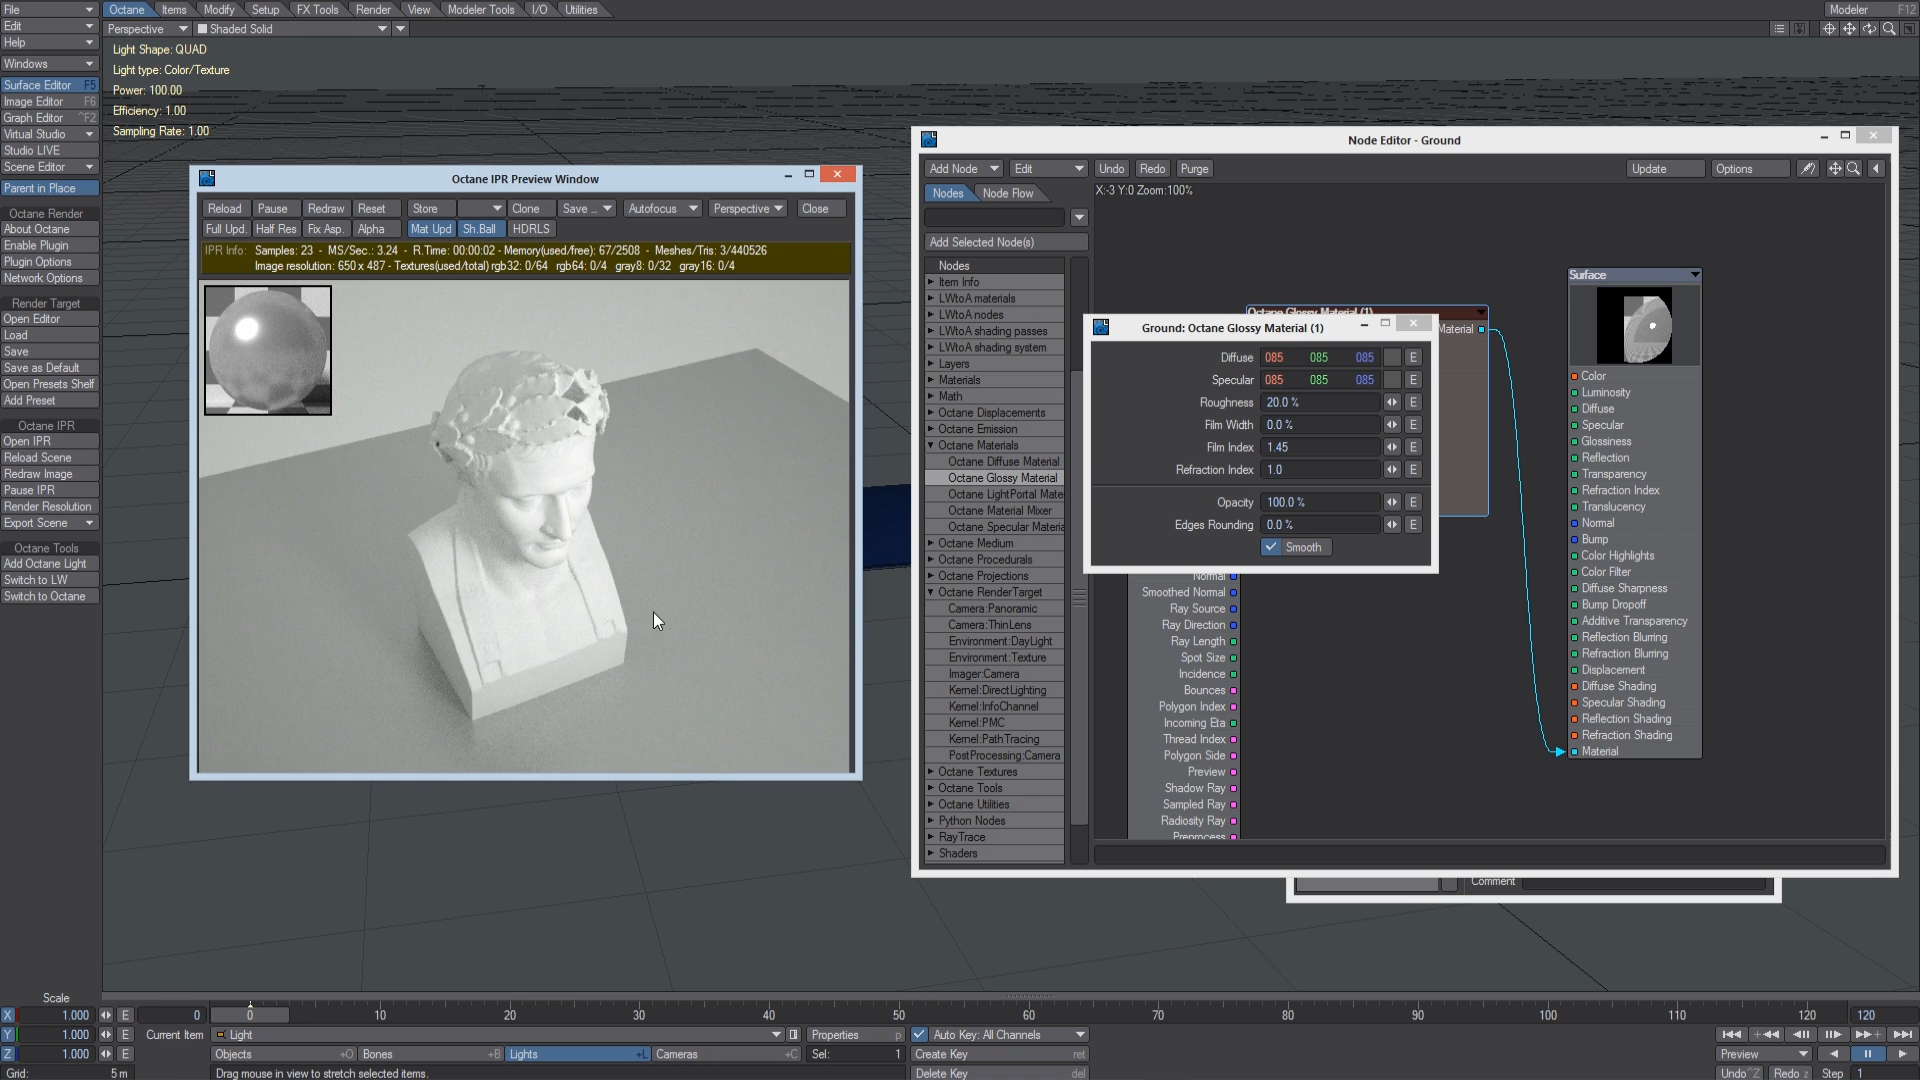 File
Edit
Help
Windows
Surface Editor F5
Image Editor F6
Graph Editor ^F2
Virtual Studio
Studio LIVE
Scene Editor
Parent in Place
Octane Render
About Octane
Enable Plugin
Plugin Options
Network Options
Render Target
Open Editor
Load
Save
Save as Default
Open Presets Shelf
Add Preset
Octane IPR
Open IPR
Reload Scene
Redraw Image
Pause IPR
Render Resolution
Export Scene
Octane Tools
Add Octane Light
Switch to LW
Switch to Octane
Octane Items Modify Setup FX Tools Render View Modeler Tools I/O Utilities
Modeler F12
Perspective Shaded Solid
Light Shape: QUAD
Light type: Color/Texture
Power: 100.00
Efficiency: 1.00
Sampling Rate: 1.00
Octane IPR Preview Window
Reload Pause Redraw Reset Store Clone Save ... Autofocus Perspective Close
Full Upd. Half Res Fix Asp. Alpha Mat Upd Sh.Ball HDRLS
IPR Info: Samples: 23 - MS/Sec.: 3.24 - R.Time: 00:00:02 - Memory(used/free): 67/2508 - Meshes/Tris: 3/440526
Image resolution: 650 x 487 - Textures(used/total) rgb32: 0/64 rgb64: 0/4 gray8: 0/32 gray16: 0/4
Node Editor - Ground
Add Node Edit Undo Redo Purge Update Options
Nodes Node Flow
X:-3 Y:0 Zoom:100%
Add Selected Node(s)
Nodes
Item Info
LWtoA materials
LWtoA nodes
LWtoA shading passes
LWtoA shading system
Layers
Materials
Math
Octane Displacements
Octane Emission
Octane Materials
Octane Diffuse Material
Octane Glossy Material
Octane LightPortal Mate
Octane Material Mixer
Octane Specular Materia
Octane Medium
Octane Procedurals
Octane Projections
Octane RenderTarget
Camera:Panoramic
Camera:ThinLens
Environment:DayLight
Environment:Texture
Imager:Camera
Kernel:DirectLighting
Kernel:InfoChannel
Kernel:PMC
Kernel:PathTracing
PostProcessing:Camera
Octane Textures
Octane Tools
Octane Utilities
Python Nodes
RayTrace
Shaders
Octane Glossy Material (1)
Material
Ground: Octane Glossy Material (1)
Diffuse 085 085 085 E
Specular 085 085 085 E
Roughness 20.0 % E
Film Width 0.0 % E
Film Index 1.45 E
Refraction Index 1.0 E
Opacity 100.0 % E
Edges Rounding 0.0 % E
Smooth
Normal
Smoothed Normal
Ray Source
Ray Direction
Ray Length
Spot Size
Incidence
Bounces
Polygon Index
Incoming Eta
Thread Index
Polygon Side
Preview
Shadow Ray
Sampled Ray
Radiosity Ray
Preprocess
Surface
Color
Luminosity
Diffuse
Specular
Glossiness
Reflection
Transparency
Refraction Index
Translucency
Normal
Bump
Color Highlights
Color Filter
Diffuse Sharpness
Bump Dropoff
Additive Transparency
Reflection Blurring
Refraction Blurring
Displacement
Diffuse Shading
Specular Shading
Reflection Shading
Refraction Shading
Material
Comment
Scale
X 1.000 E 0 0 10 20 30 40 50 60 70 80 90 100 110 120 120
Y 1.000 E Current Item Light Properties p Auto Key: All Channels
Z 1.000 E Objects +O Bones +B Lights +L Cameras +C Sel: 1 Create Key ret Preview
Grid: 5 m Drag mouse in view to stretch selected items. Delete Key del Undo ^Z Redo z Step 1